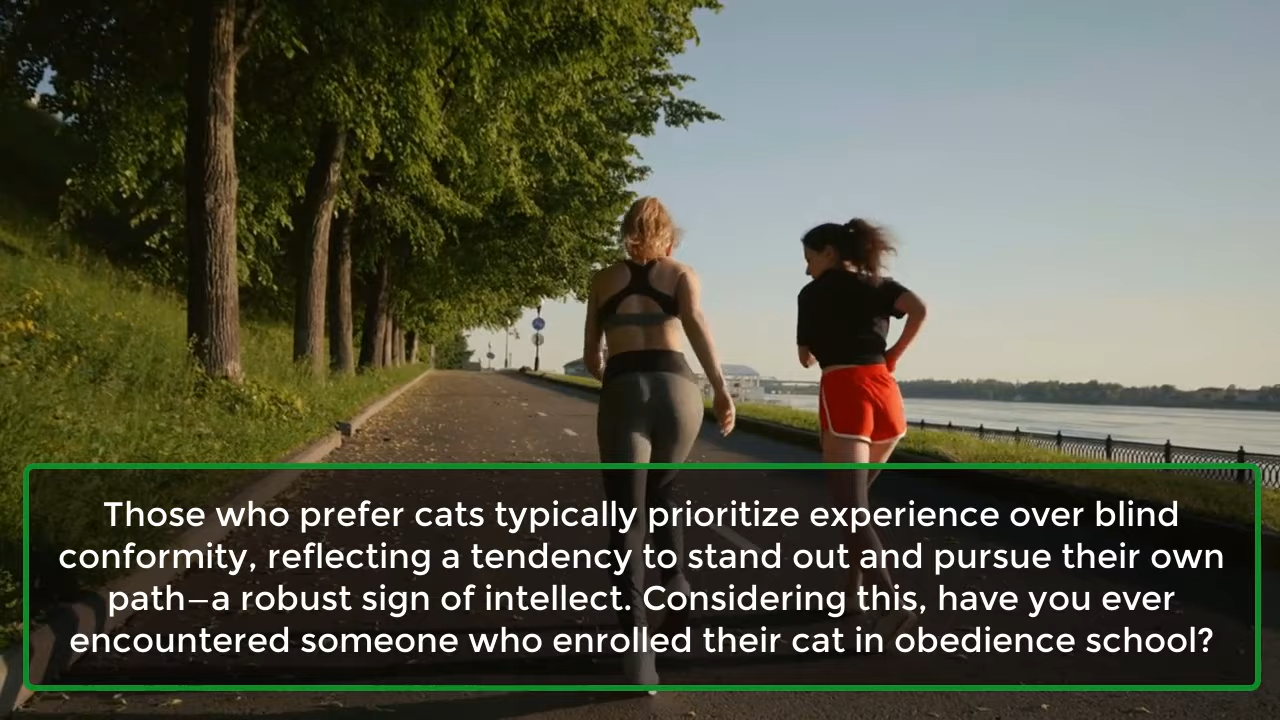 Those who prefer cats typically prioritize experience over blind
conformity, reflecting a tendency to stand out and pursue their own
path–a robust sign of intellect. Considering this, have you ever
encountered someone who enrolled their cat in obedience school?